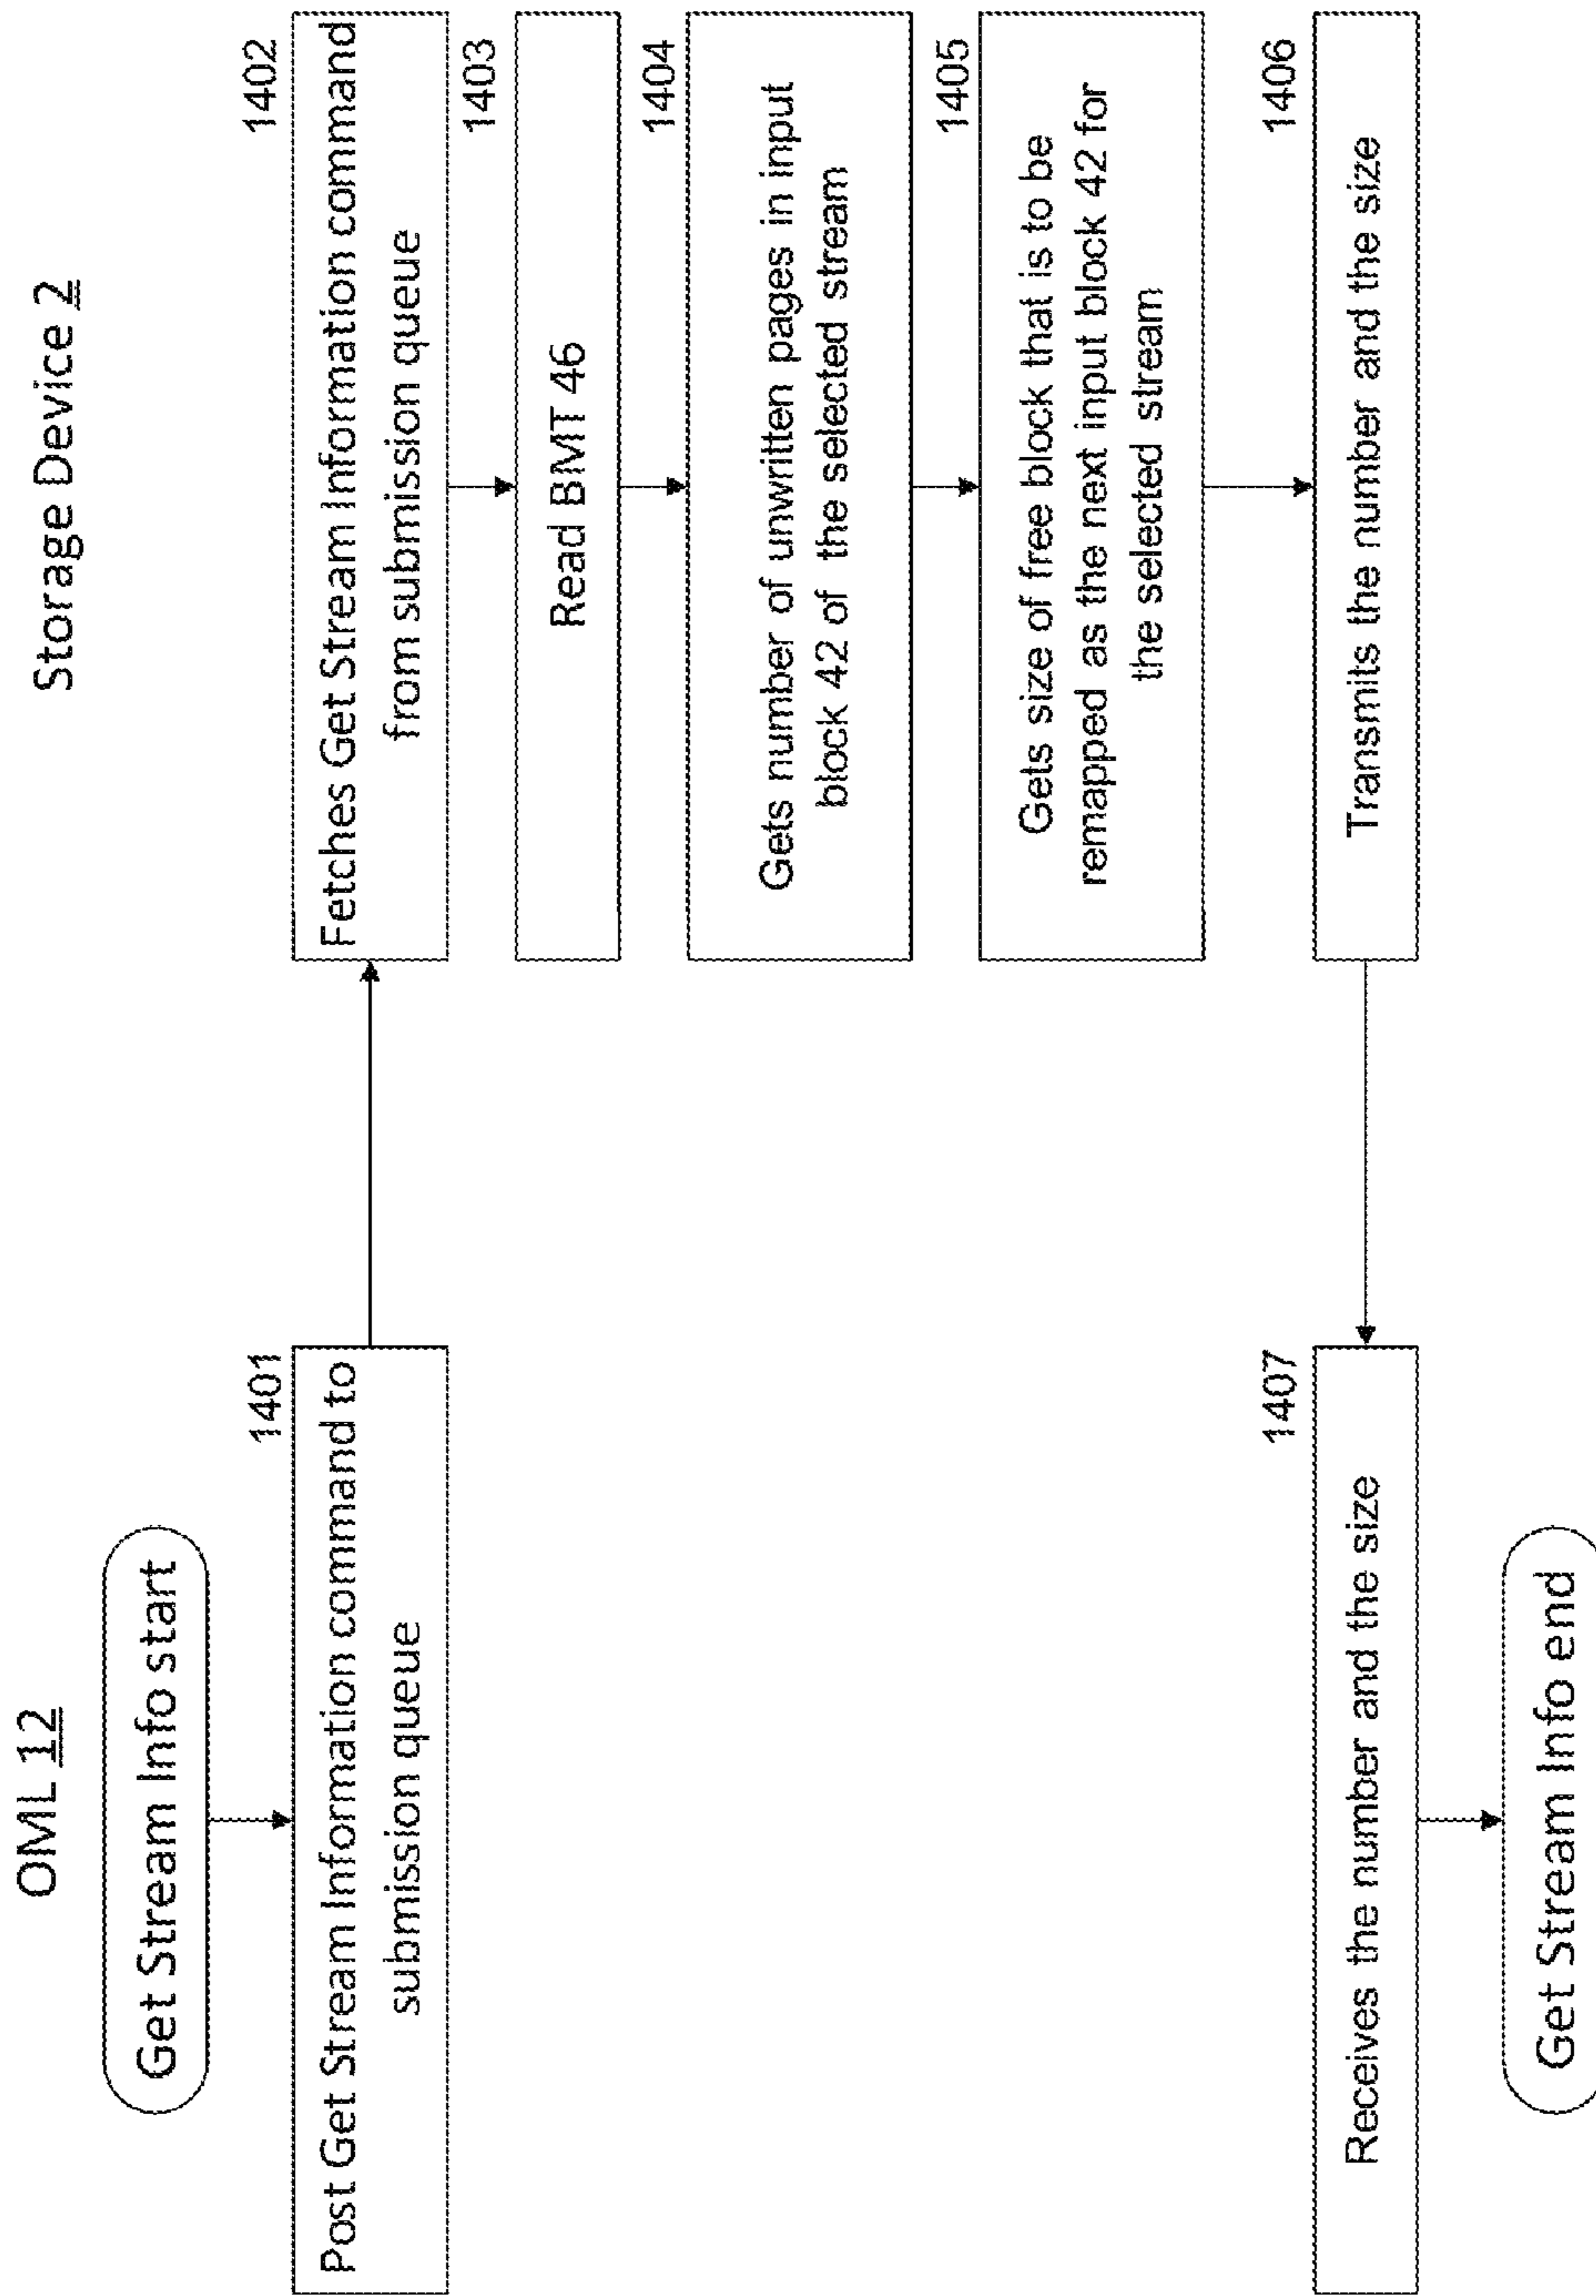 OML 12
Get Stream Info start
1401
Post Get Stream Information command to
submission queue
Storage Device 2
1402
Fetches Get Stream Information command
from submission queue
1403
Read BMT 46
1404
Gets number of unwritten pages in input
block 42 of the selected stream
1405
Gets size of free block that is to be
remapped as the next input block 42 for
the selected stream
1406
Transmits the number and the size
1407
Receives the number and the size
Get Stream Info end